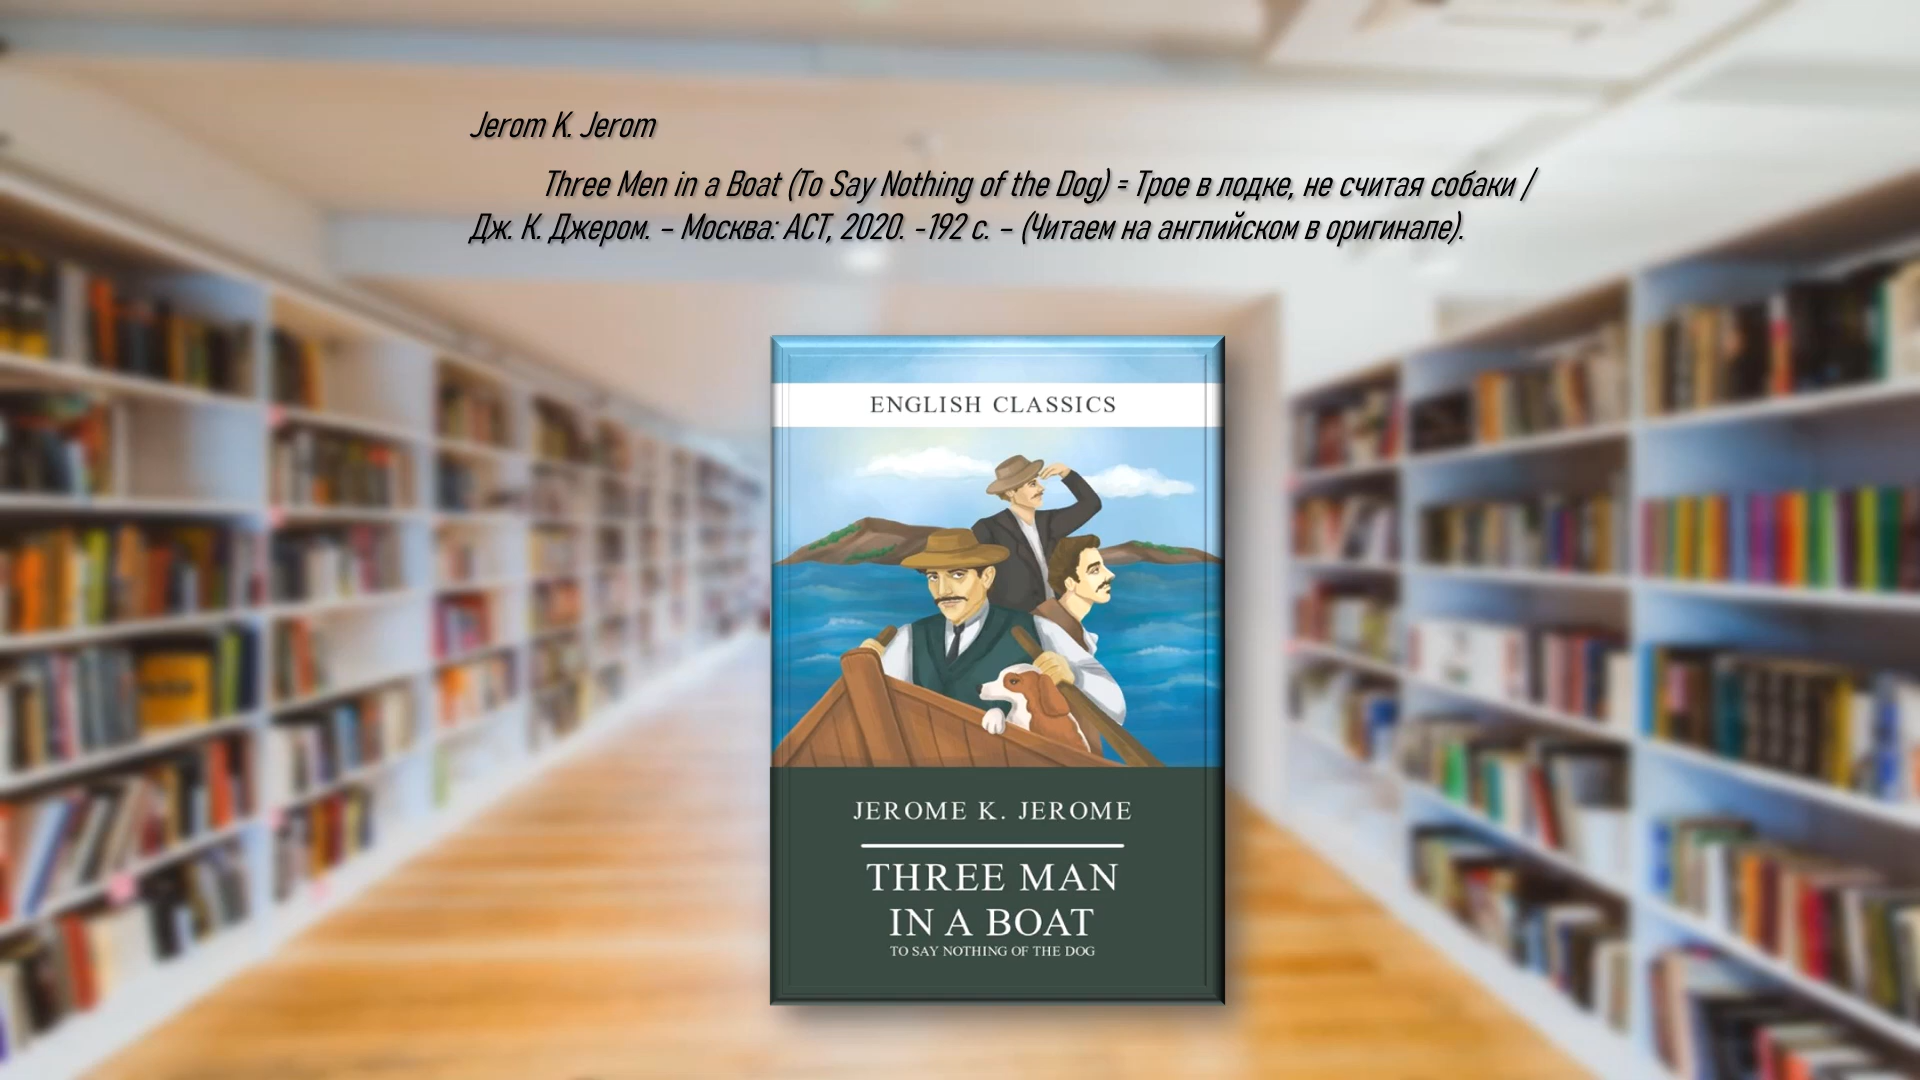 Jerom K. Jerom
Three Men in a Boat (To Say Nothing of the Dog) = Трое в лодке, не считая собаки /
Дж. К. Джером. – Москва: АСТ, 2020. -192 с. – (Читаем на английском в оригинале).
ENGLISH CLASSICS
JEROME K. JEROME
THREE MAN
IN A BOAT
TO SAY NOTHING OF THE DOG